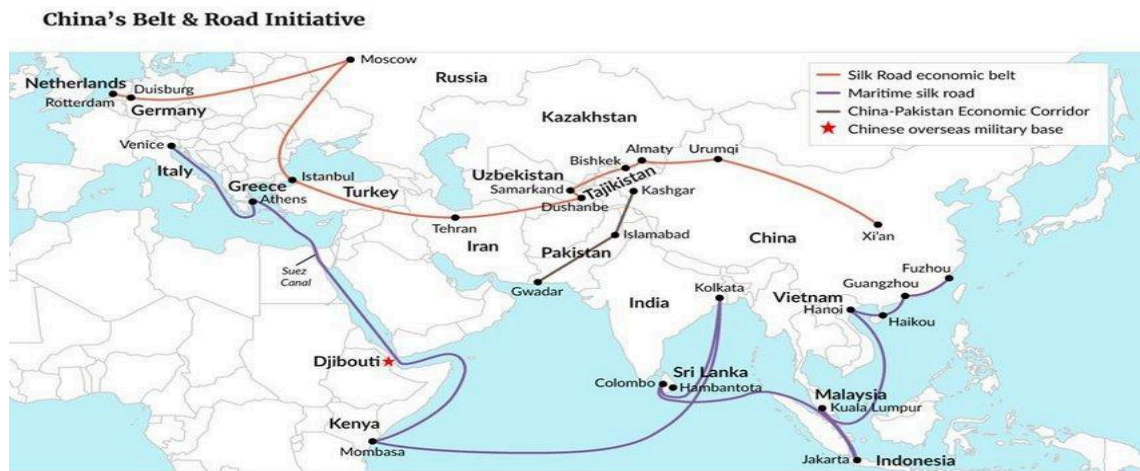 China's Belt & Road Initiative
Silk Road economic belt
Maritime silk road
China-Pakistan Economic Corridor
Chinese overseas military base
Moscow
Russia
Netherlands
Duisburg
Rotterdam
Germany
Kazakhstan
Venice
Italy
Almaty
Urumqi
Bishkek
Uzbekistan
Samarkand
Tajikistan
Kashgar
Dushanbe
Istanbul
Turkey
Greece
Athens
Tehran
Iran
Islamabad
Pakistan
China
Xi'an
Suez
Canal
Gwadar
India
Kolkata
Fuzhou
Guangzhou
Vietnam
Hanoi
Haikou
Djibouti
Sri Lanka
Colombo
Hambantota
Malaysia
Kuala Lumpur
Kenya
Mombasa
Jakarta
Indonesia